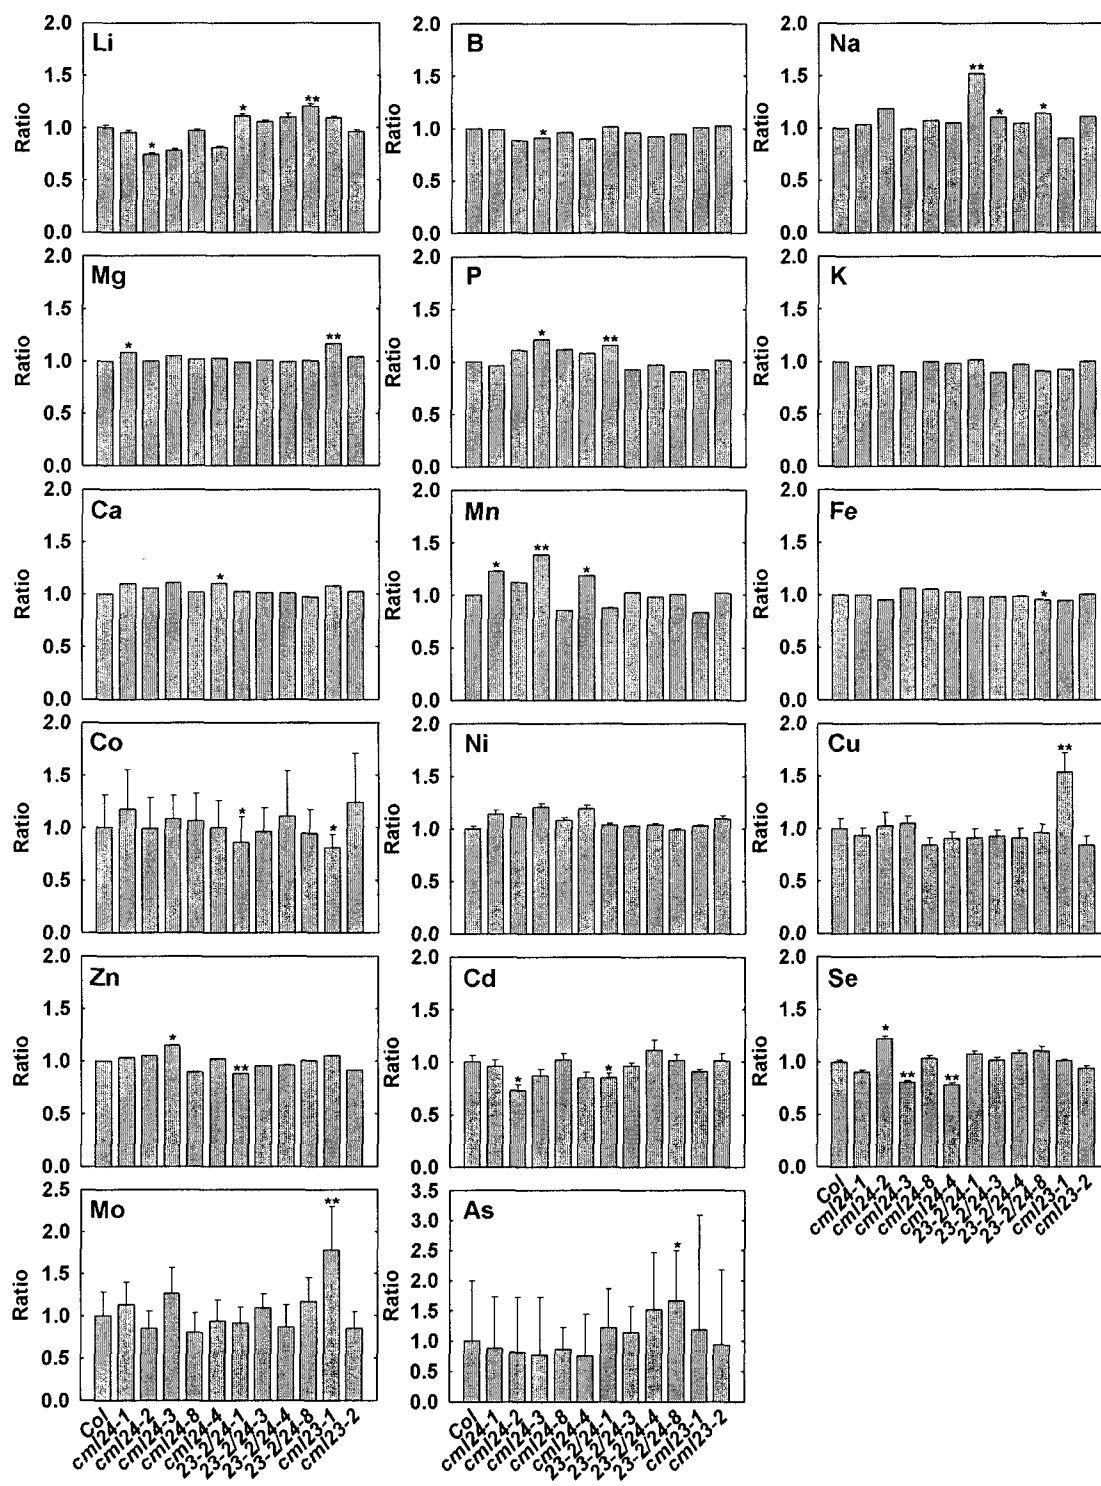 2.0 2.0 2.0
Li B Na
** 
1.5 1.5 1.5
** * *
* * *
Ratio Ratio Ratio
1.0 1.0 1.0
*
0.5 0.5 0.5
0.0 0.0 0.0
2.0 2.0 2.0
Mg P K
1.5 1.5 1.5
* ** * **
Ratio Ratio Ratio
1.0 1.0 1.0
0.5 0.5 0.5
0.0 0.0 0.0
2.0 2.0 2.0
Ca Mn Fe
1.5 1.5 1.5
* * ** * *
Ratio Ratio Ratio
1.0 1.0 1.0
0.5 0.5 0.5
0.0 0.0 0.0
2.0 2.0 2.0
Co Ni Cu
**
1.5 1.5 1.5
* *
Ratio Ratio Ratio
1.0 1.0 1.0
0.5 0.5 0.5
0.0 0.0 0.0
2.0 2.0 2.0
Zn Cd Se
1.5 1.5 1.5
* ** * * * ** **
Ratio Ratio Ratio
1.0 1.0 1.0
0.5 0.5 0.5
0.0 0.0 0.0
Col
cml24-1
cml24-2
cml24-3
cml24-8
cml24-4
23-2/24-1
23-2/24-3
23-2/24-4
23-2/24-8
cml23-1
cml23-2
2.5 3.5
Mo As
**
2.0 3.0
2.5
*
1.5 2.0
Ratio Ratio
1.0 1.5
1.0
0.5 0.5
0.0 0.0
Col
cml24-1
cml24-2
cml24-3
cml24-8
cml24-4
23-2/24-1
23-2/24-3
23-2/24-4
23-2/24-8
cml23-1
cml23-2
Col
cml24-1
cml24-2
cml24-3
cml24-8
cml24-4
23-2/24-1
23-2/24-3
23-2/24-4
23-2/24-8
cml23-1
cml23-2